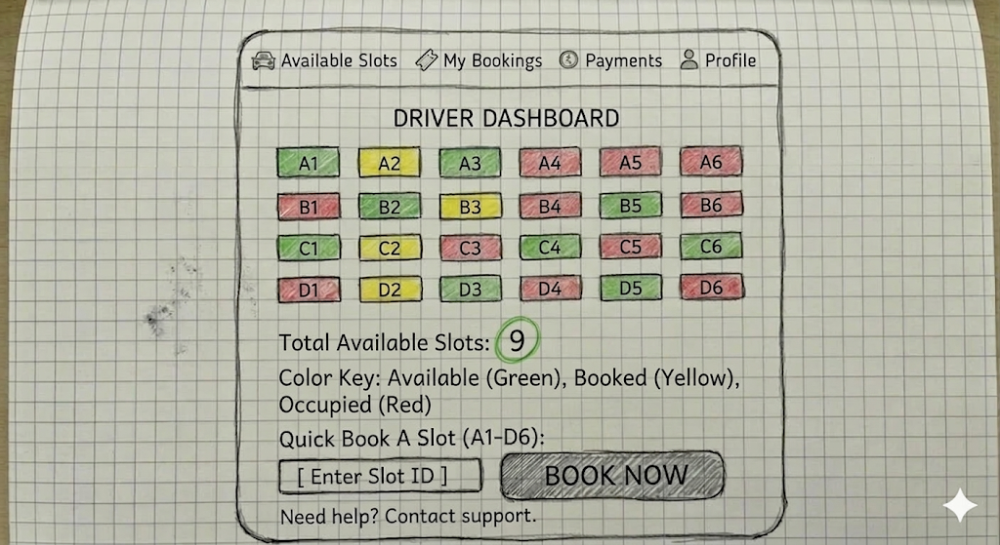 Available Slots My Bookings Payments Profile
DRIVER DASHBOARD
A1 A2 A3 A4 A5 A6
B1 B2 B3 B4 B5 B6
C1 C2 C3 C4 C5 C6
D1 D2 D3 D4 D5 D6
Total Available Slots: 9
Color Key: Available (Green), Booked (Yellow),
Occupied (Red)
Quick Book A Slot (A1-D6):
[ Enter Slot ID ] BOOK NOW
Need help? Contact support.